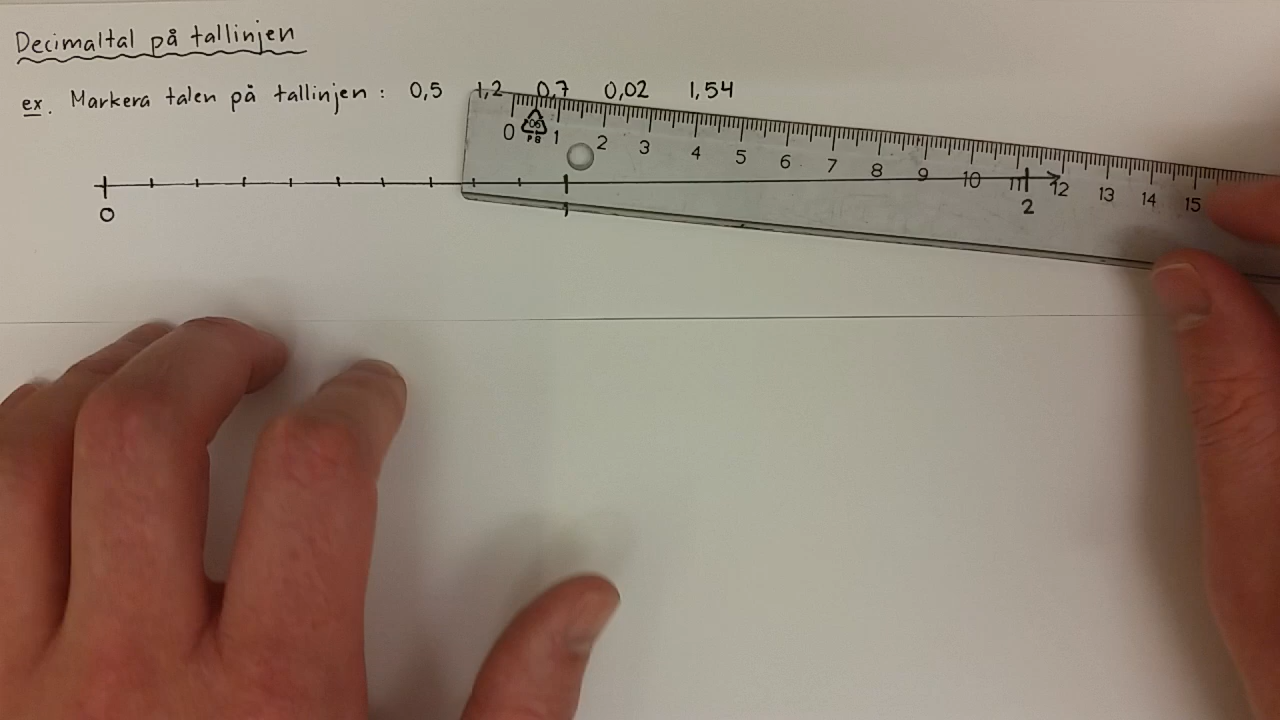 Decimaltal på tallinjen
ex. Markera talen på tallinjen : 0,5 1,2 0,7 0,02 1,54
0 1 2 3 4 5 6 7 8 9 10 11 12 13 14 15
PS
0 1 2